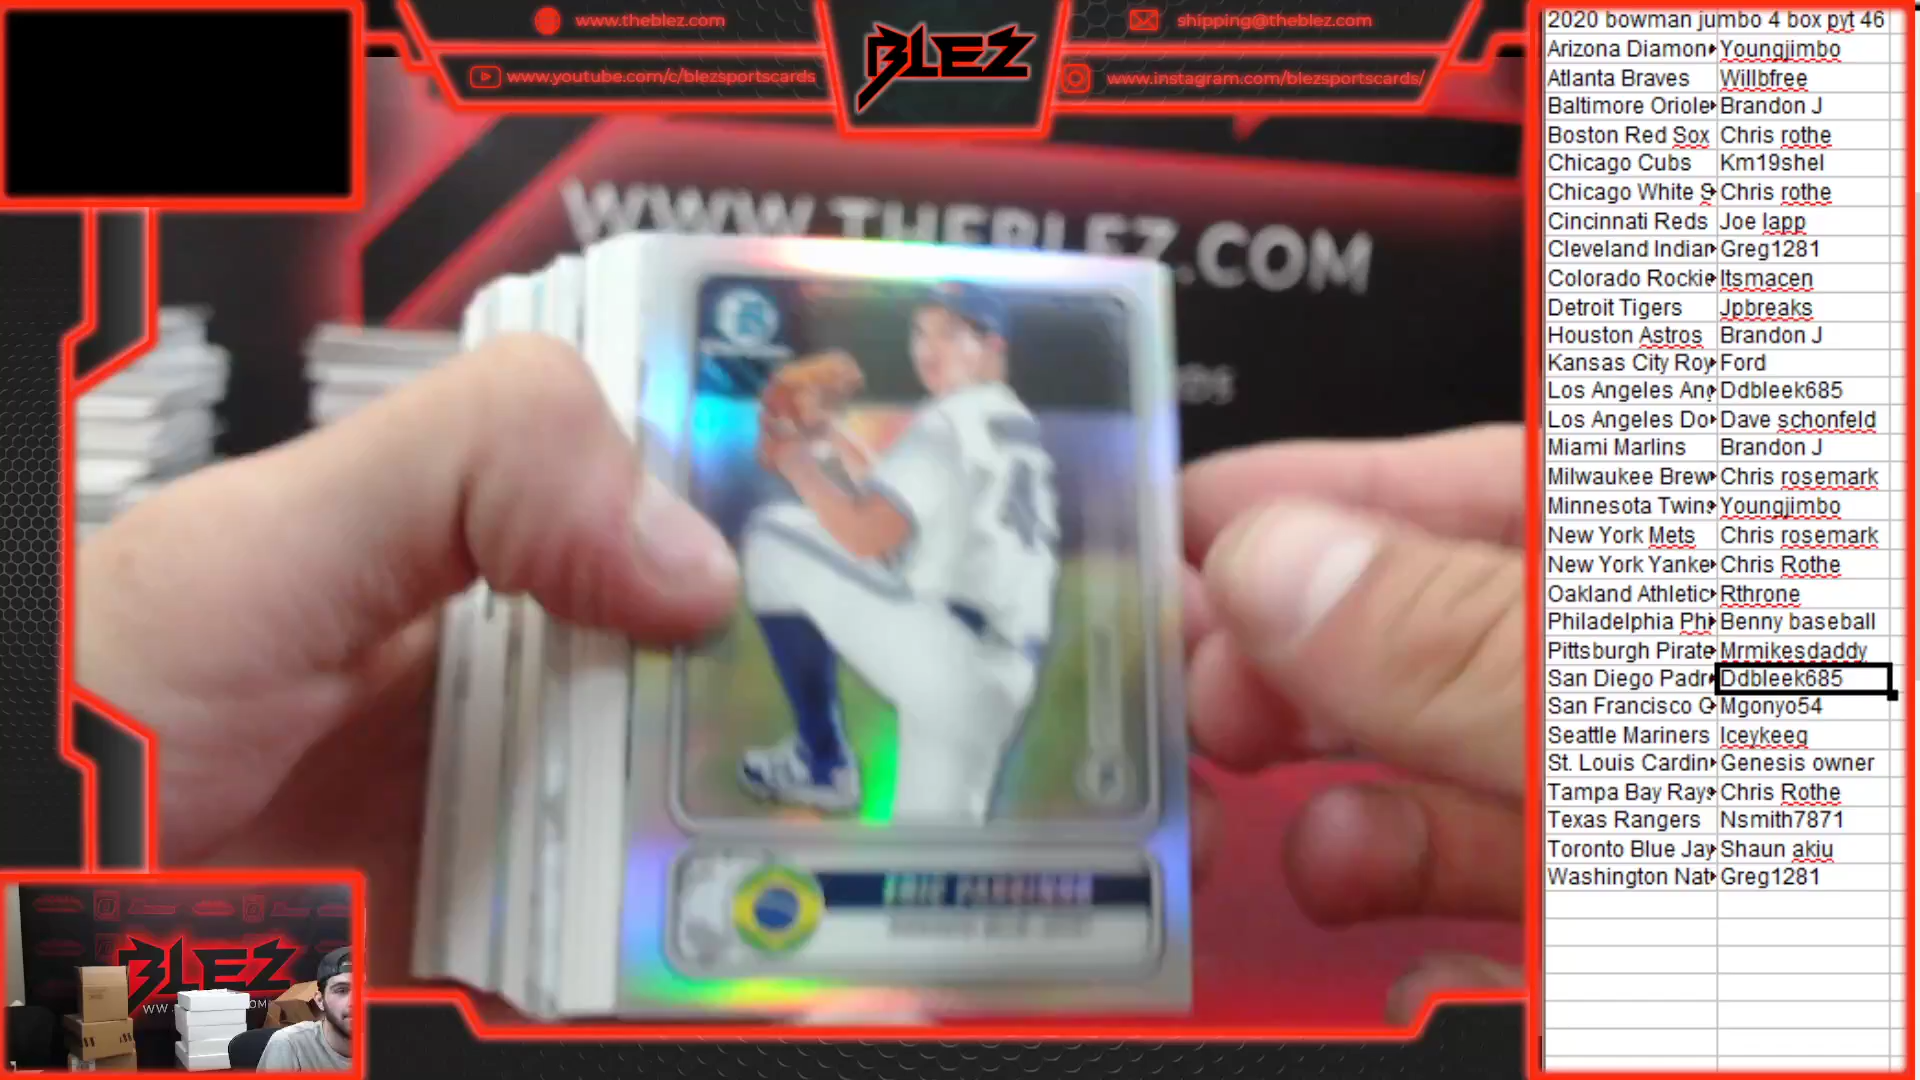 www.theblez.com
www.youtube.com/c/blezsportscards
BLEZ
shipping@theblez.com
www.instagram.com/blezsportscards/
WWW.THEBLEZ.COM
BLEZ
2020 bowman jumbo 4 box pyt 46
Arizona Diamon Youngjimbo
Atlanta Braves Willbfree
Baltimore Oriole Brandon J
Boston Red Sox Chris rothe
Chicago Cubs Km19shel
Chicago White S Chris rothe
Cincinnati Reds Joe lapp
Cleveland Indian Greg1281
Colorado Rockie Itsmacen
Detroit Tigers Jpbreaks
Houston Astros Brandon J
Kansas City Roy Ford
Los Angeles Ang Ddbleek685
Los Angeles Do Dave schonfeld
Miami Marlins Brandon J
Milwaukee Brew Chris rosemark
Minnesota Twins Youngjimbo
New York Mets Chris rosemark
New York Yanke Chris Rothe
Oakland Athletic Rthrone
Philadelphia Phi Benny baseball
Pittsburgh Pirate Mrmikesdaddy
San Diego Padr Ddbleek685
San Francisco G Mgonyo54
Seattle Mariners Iceykeeg
St. Louis Cardin Genesis owner
Tampa Bay Rays Chris Rothe
Texas Rangers Nsmith7871
Toronto Blue Jay Shaun akiu
Washington Nat Greg1281